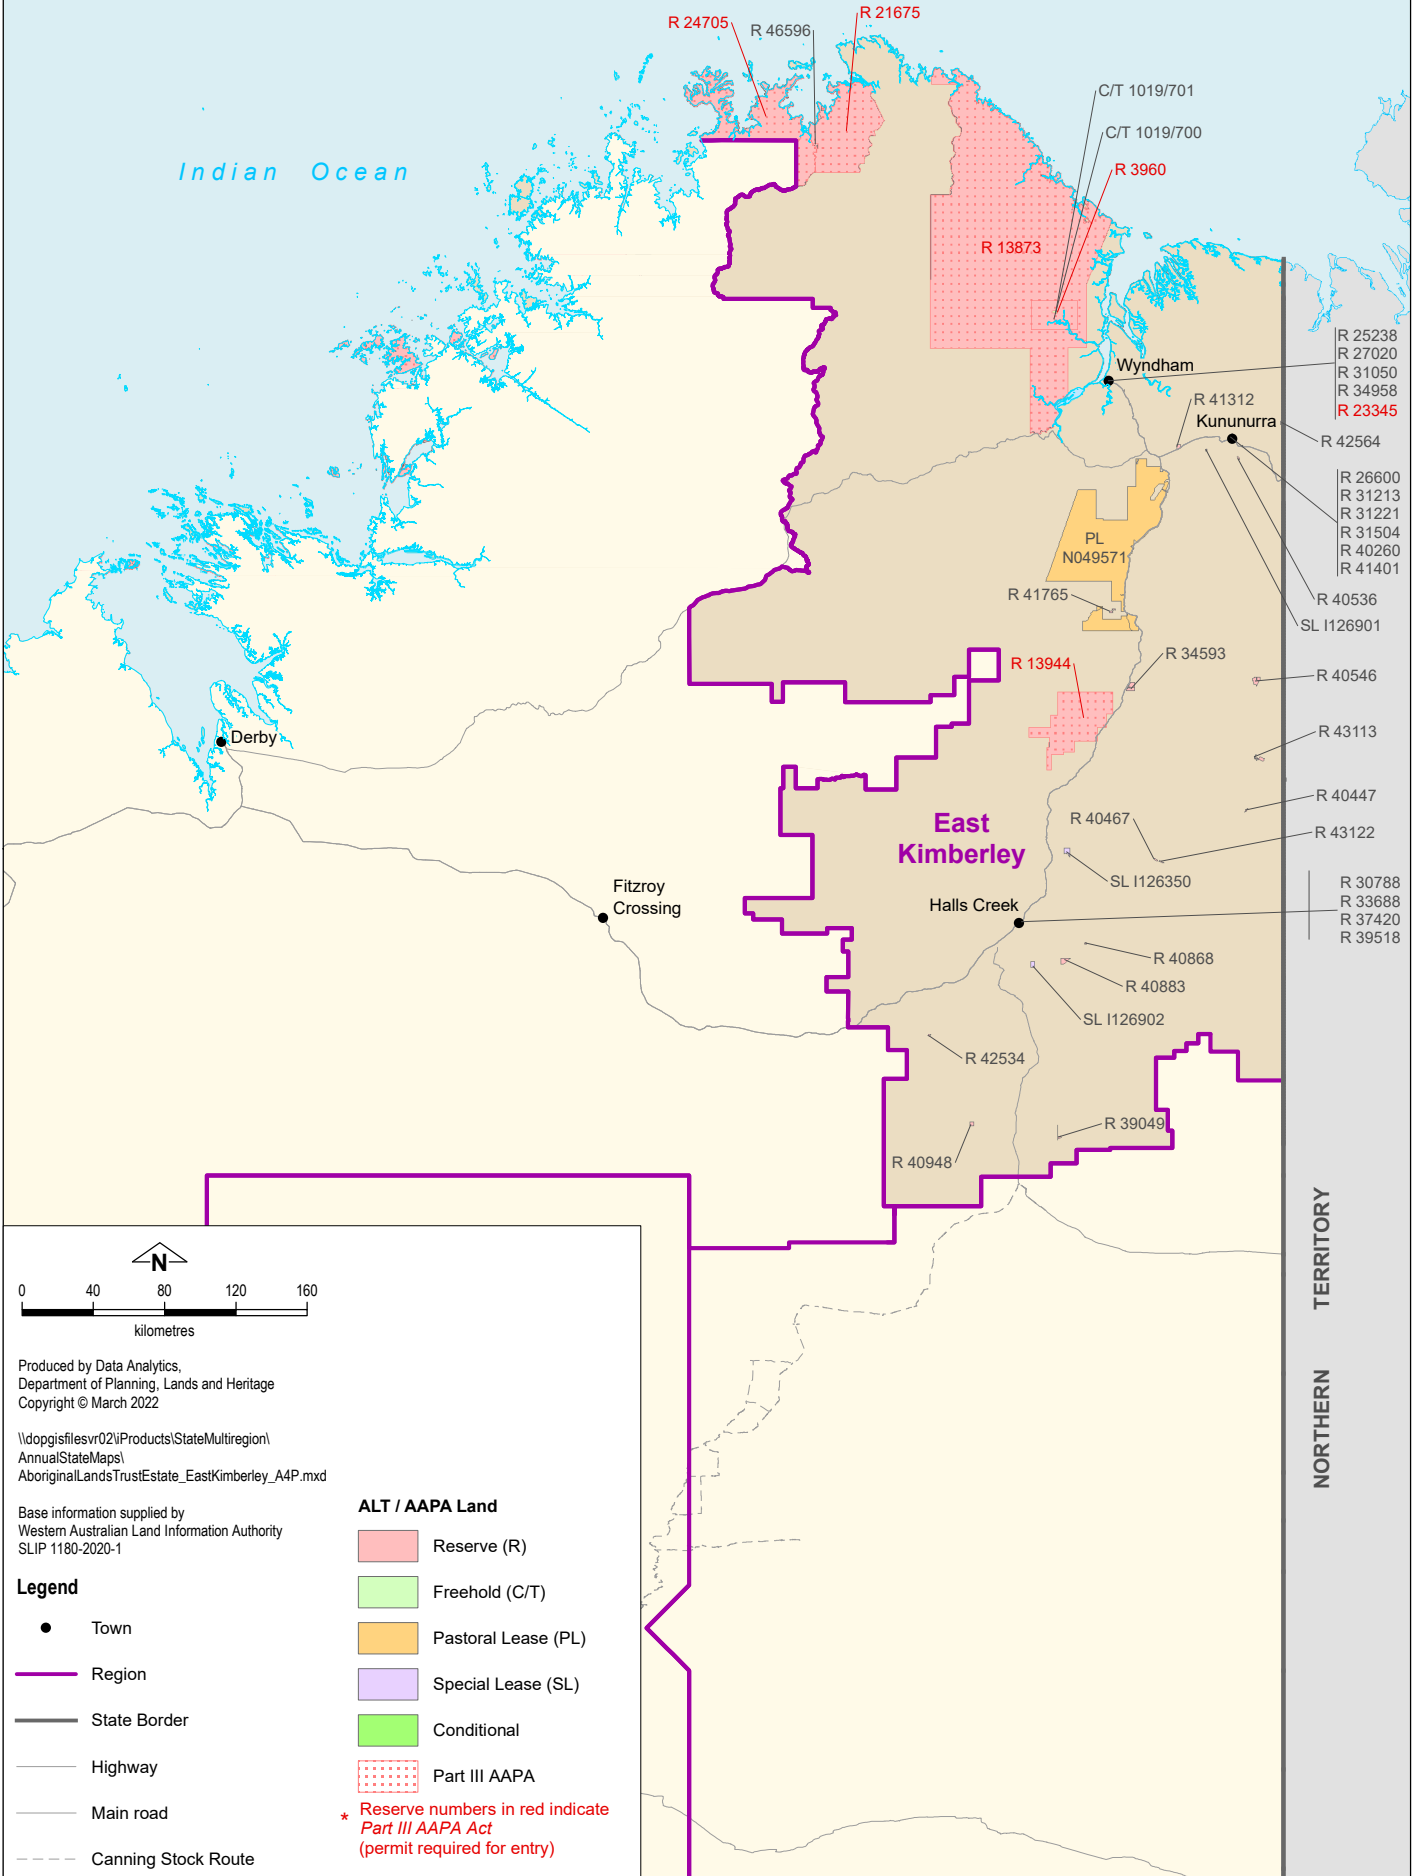 R 24705
R 46596
R 21675
C/T 1019/701
C/T 1019/700
R 3960
Indian Ocean
R 13873
R 25238
R 27020
R 31050
R 34958
R 23345
Wyndham
R 41312
Kununurra
R 42564
R 26600
R 31213
R 31221
R 31504
R 40260
R 41401
PL
N049571
R 41765
R 40536
SL I126901
R 13944
R 34593
R 40546
Derby
R 43113
R 40447
East
Kimberley
R 40467
R 43122
SL I126350
Fitzroy
Crossing
Halls Creek
R 30788
R 33688
R 37420
R 39518
R 40868
R 40883
SL I126902
R 42534
R 39049
R 40948
NORTHERN TERRITORY
N
0 40 80 120 160
kilometres
Produced by Data Analytics,
Department of Planning, Lands and Heritage
Copyright © March 2022
\\dopgisfilesvr02\iProducts\StateMultiregion\
AnnualStateMaps\
AboriginalLandsTrustEstate_EastKimberley_A4P.mxd
Base information supplied by
Western Australian Land Information Authority
SLIP 1180-2020-1
Legend
Town
Region
State Border
Highway
Main road
Canning Stock Route
ALT / AAPA Land
Reserve (R)
Freehold (C/T)
Pastoral Lease (PL)
Special Lease (SL)
Conditional
Part III AAPA
* Reserve numbers in red indicate
Part III AAPA Act
(permit required for entry)